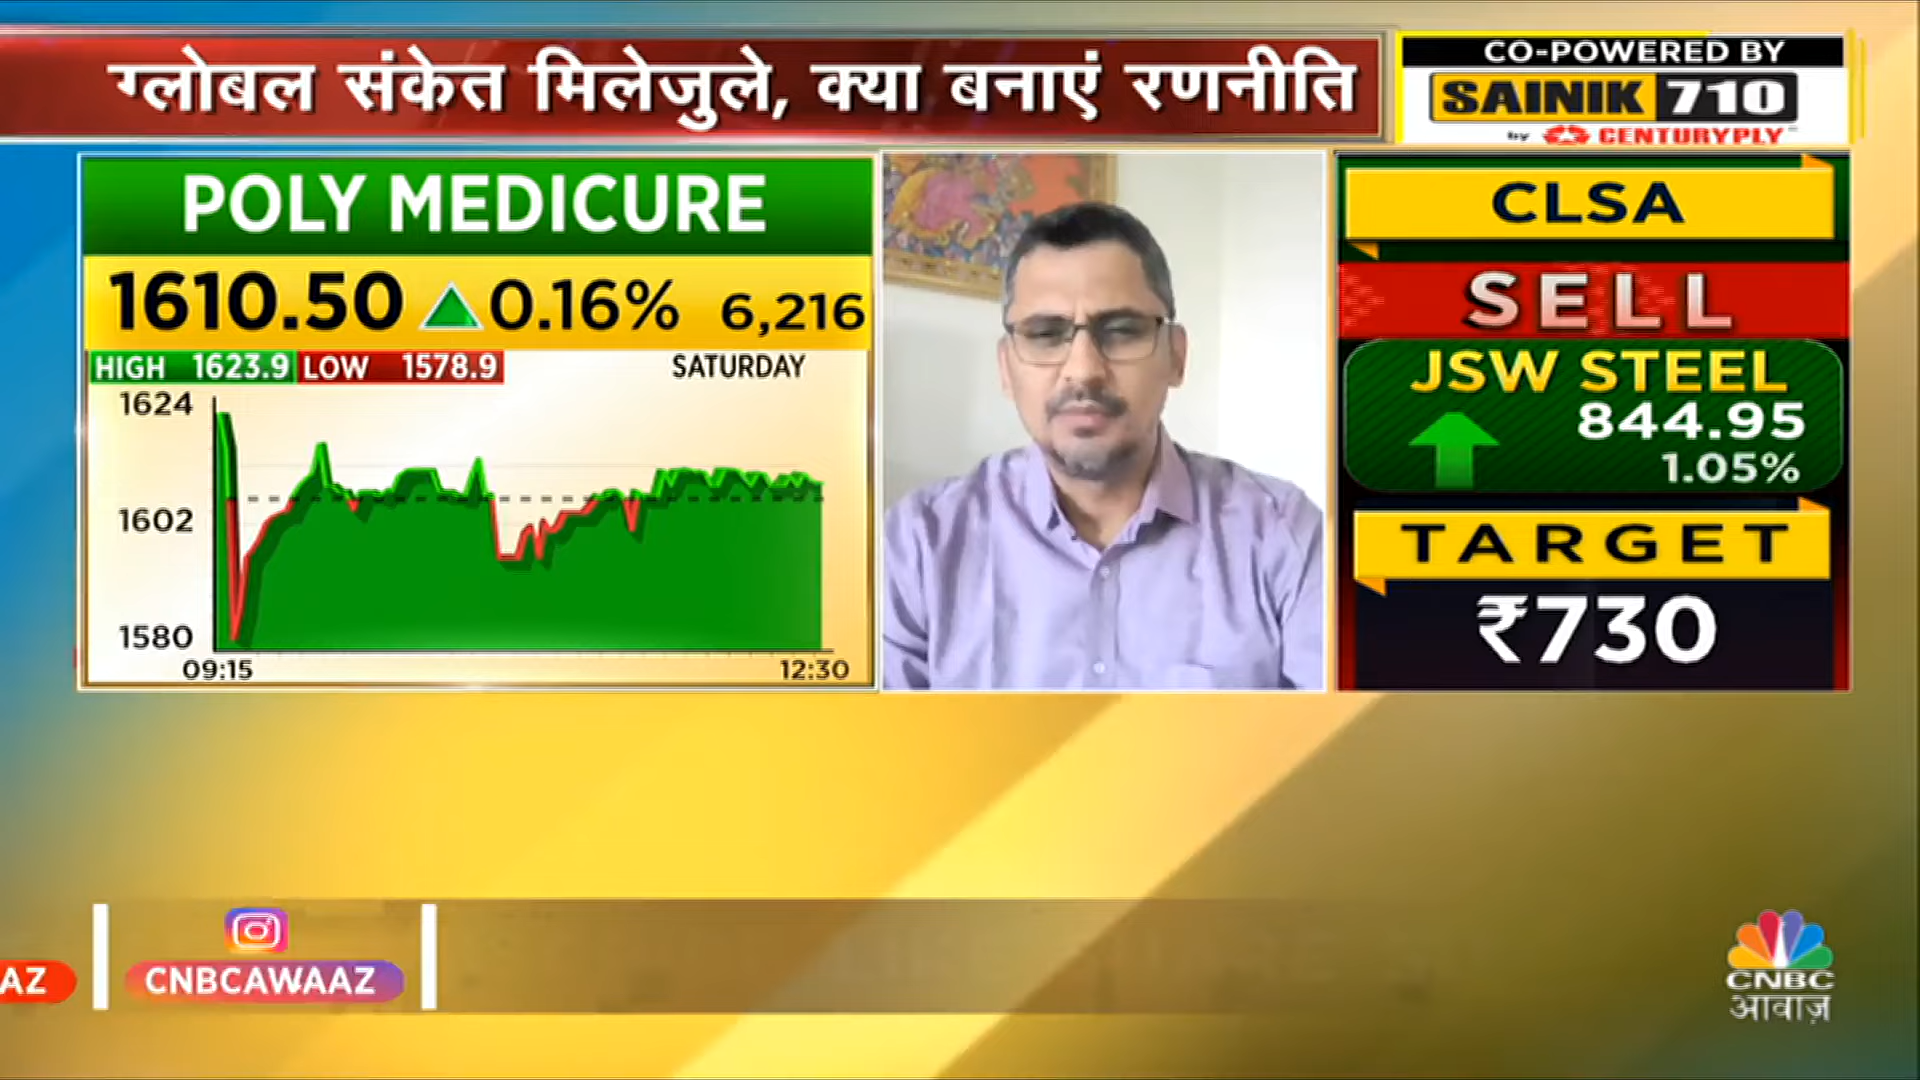 ग्लोबल संकेत मिलेजुले, क्या बनाएं रणनीति
CO-POWERED BY
SAINIK 710
by CENTURYPLY
POLY MEDICURE
1610.50 ▲ 0.16% 6,216
HIGH 1623.9 LOW 1578.9 SATURDAY
1624
1602
1580
09:15 12:30
CLSA
SELL
JSW STEEL
844.95
1.05%
TARGET
₹730
AZ
CNBCAWAAZ
CNBC
आवाज़